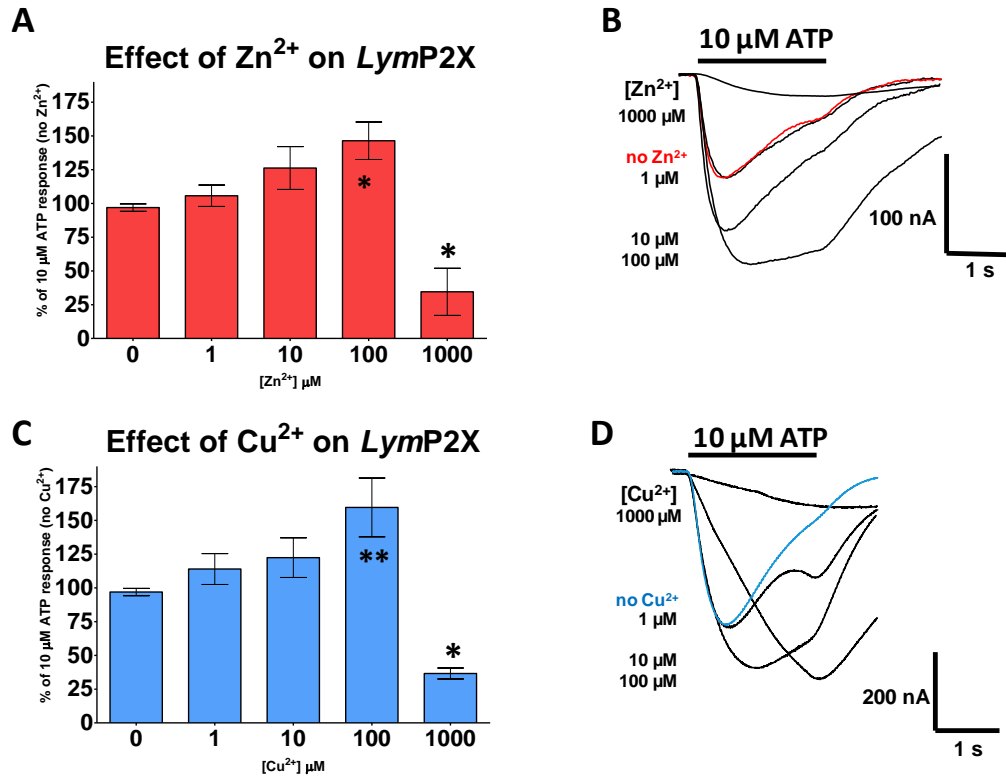 A
Effect of Zn²⁺ on LymP2X
% of 10 µM ATP response (no Zn²⁺)
175
150
125
100
75
50
25
0
0 1 10 100 1000
[Zn²⁺] µM
*
*
B
10 µM ATP
[Zn²⁺]
1000 µM
no Zn²⁺
1 µM
10 µM
100 µM
100 nA
1 s
C
Effect of Cu²⁺ on LymP2X
% of 10 µM ATP response (no Cu²⁺)
175
150
125
100
75
50
25
0
0 1 10 100 1000
[Cu²⁺] µM
**
*
D
10 µM ATP
[Cu²⁺]
1000 µM
no Cu²⁺
1 µM
10 µM
100 µM
200 nA
1 s